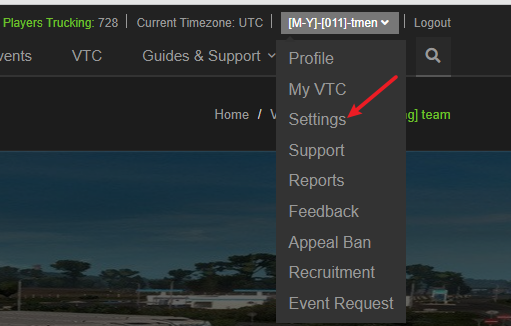 Players Trucking: 728 | Current Timezone: UTC | [M-Y]-[011]-tmen | Logout
vents VTC Guides & Support
Profile
My VTC
Settings
Home / V g] team
Support
Reports
Feedback
Appeal Ban
Recruitment
Event Request